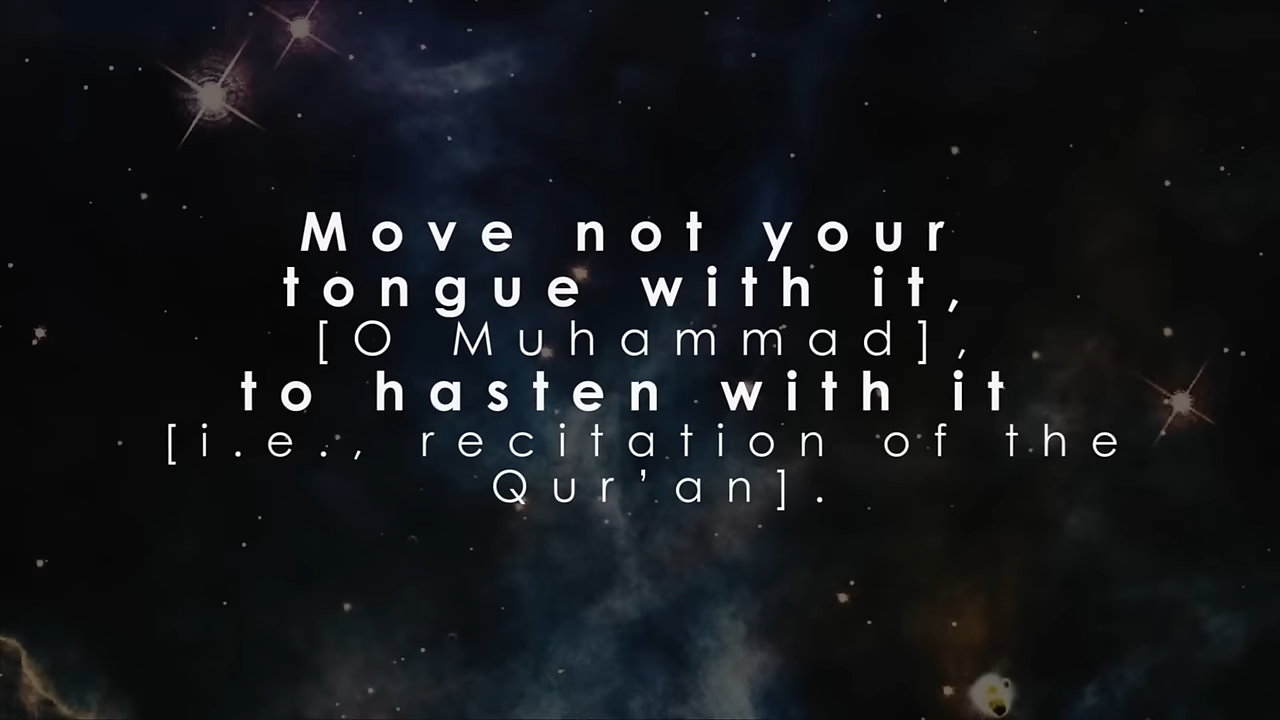 Move not your
tongue with it,
[O Muhammad],
to hasten with it
[i.e., recitation of the
Qur’an].